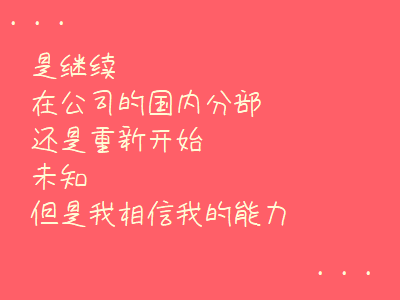 • • •
是继续
在公司的国内分部
还是重新开始
未知
但是我相信我的能力
• • •